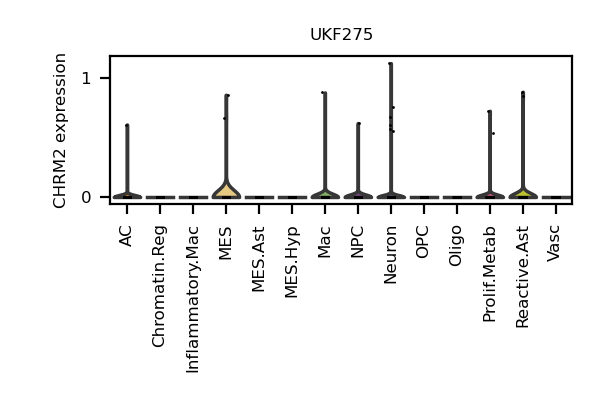 UKF275
CHRM2 expression
1
0
AC
Chromatin.Reg
Inflammatory.Mac
MES
MES.Ast
MES.Hyp
Mac
NPC
Neuron
OPC
Oligo
Prolif.Metab
Reactive.Ast
Vasc